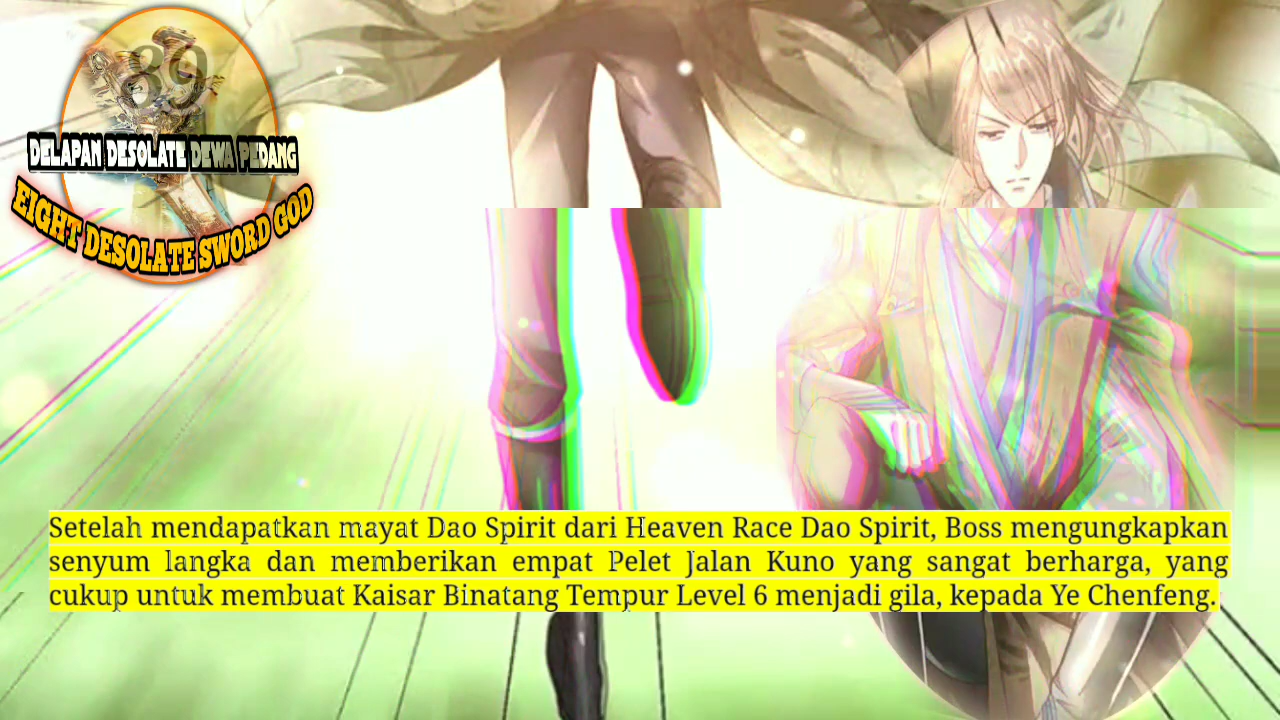 89
DELAPAN DESOLATE DEWA PEDANG
EIGHT DESOLATE SWORD GOD
Setelah mendapatkan mayat Dao Spirit dari Heaven Race Dao Spirit, Boss mengungkapkan
senyum langka dan memberikan empat Pelet Jalan Kuno yang sangat berharga, yang
cukup untuk membuat Kaisar Binatang Tempur Level 6 menjadi gila, kepada Ye Chenfeng.